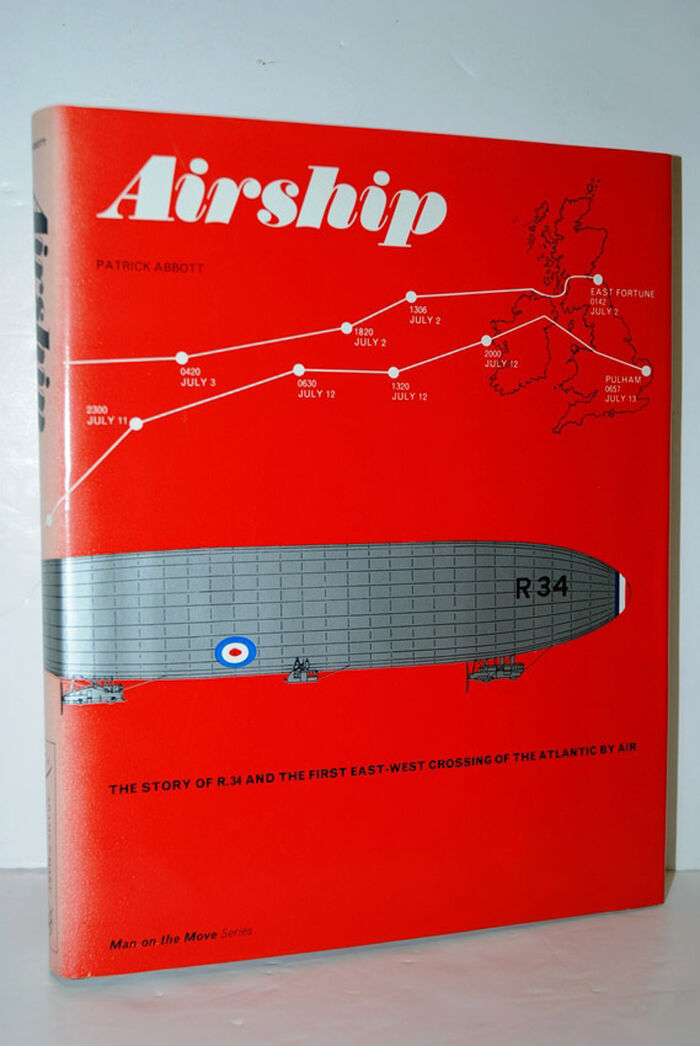 Airship
PATRICK ABBOTT
EAST FORTUNE
0142
JULY 2
1306
JULY 2
1820
JULY 2
0420
JULY 3
2000
JULY 12
PULHAM
0657
JULY 13
0630
JULY 12
1320
JULY 12
2300
JULY 11
R 34
THE STORY OF R.34 AND THE FIRST EAST-WEST CROSSING OF THE ATLANTIC BY AIR
Man on the Move Series
Airship